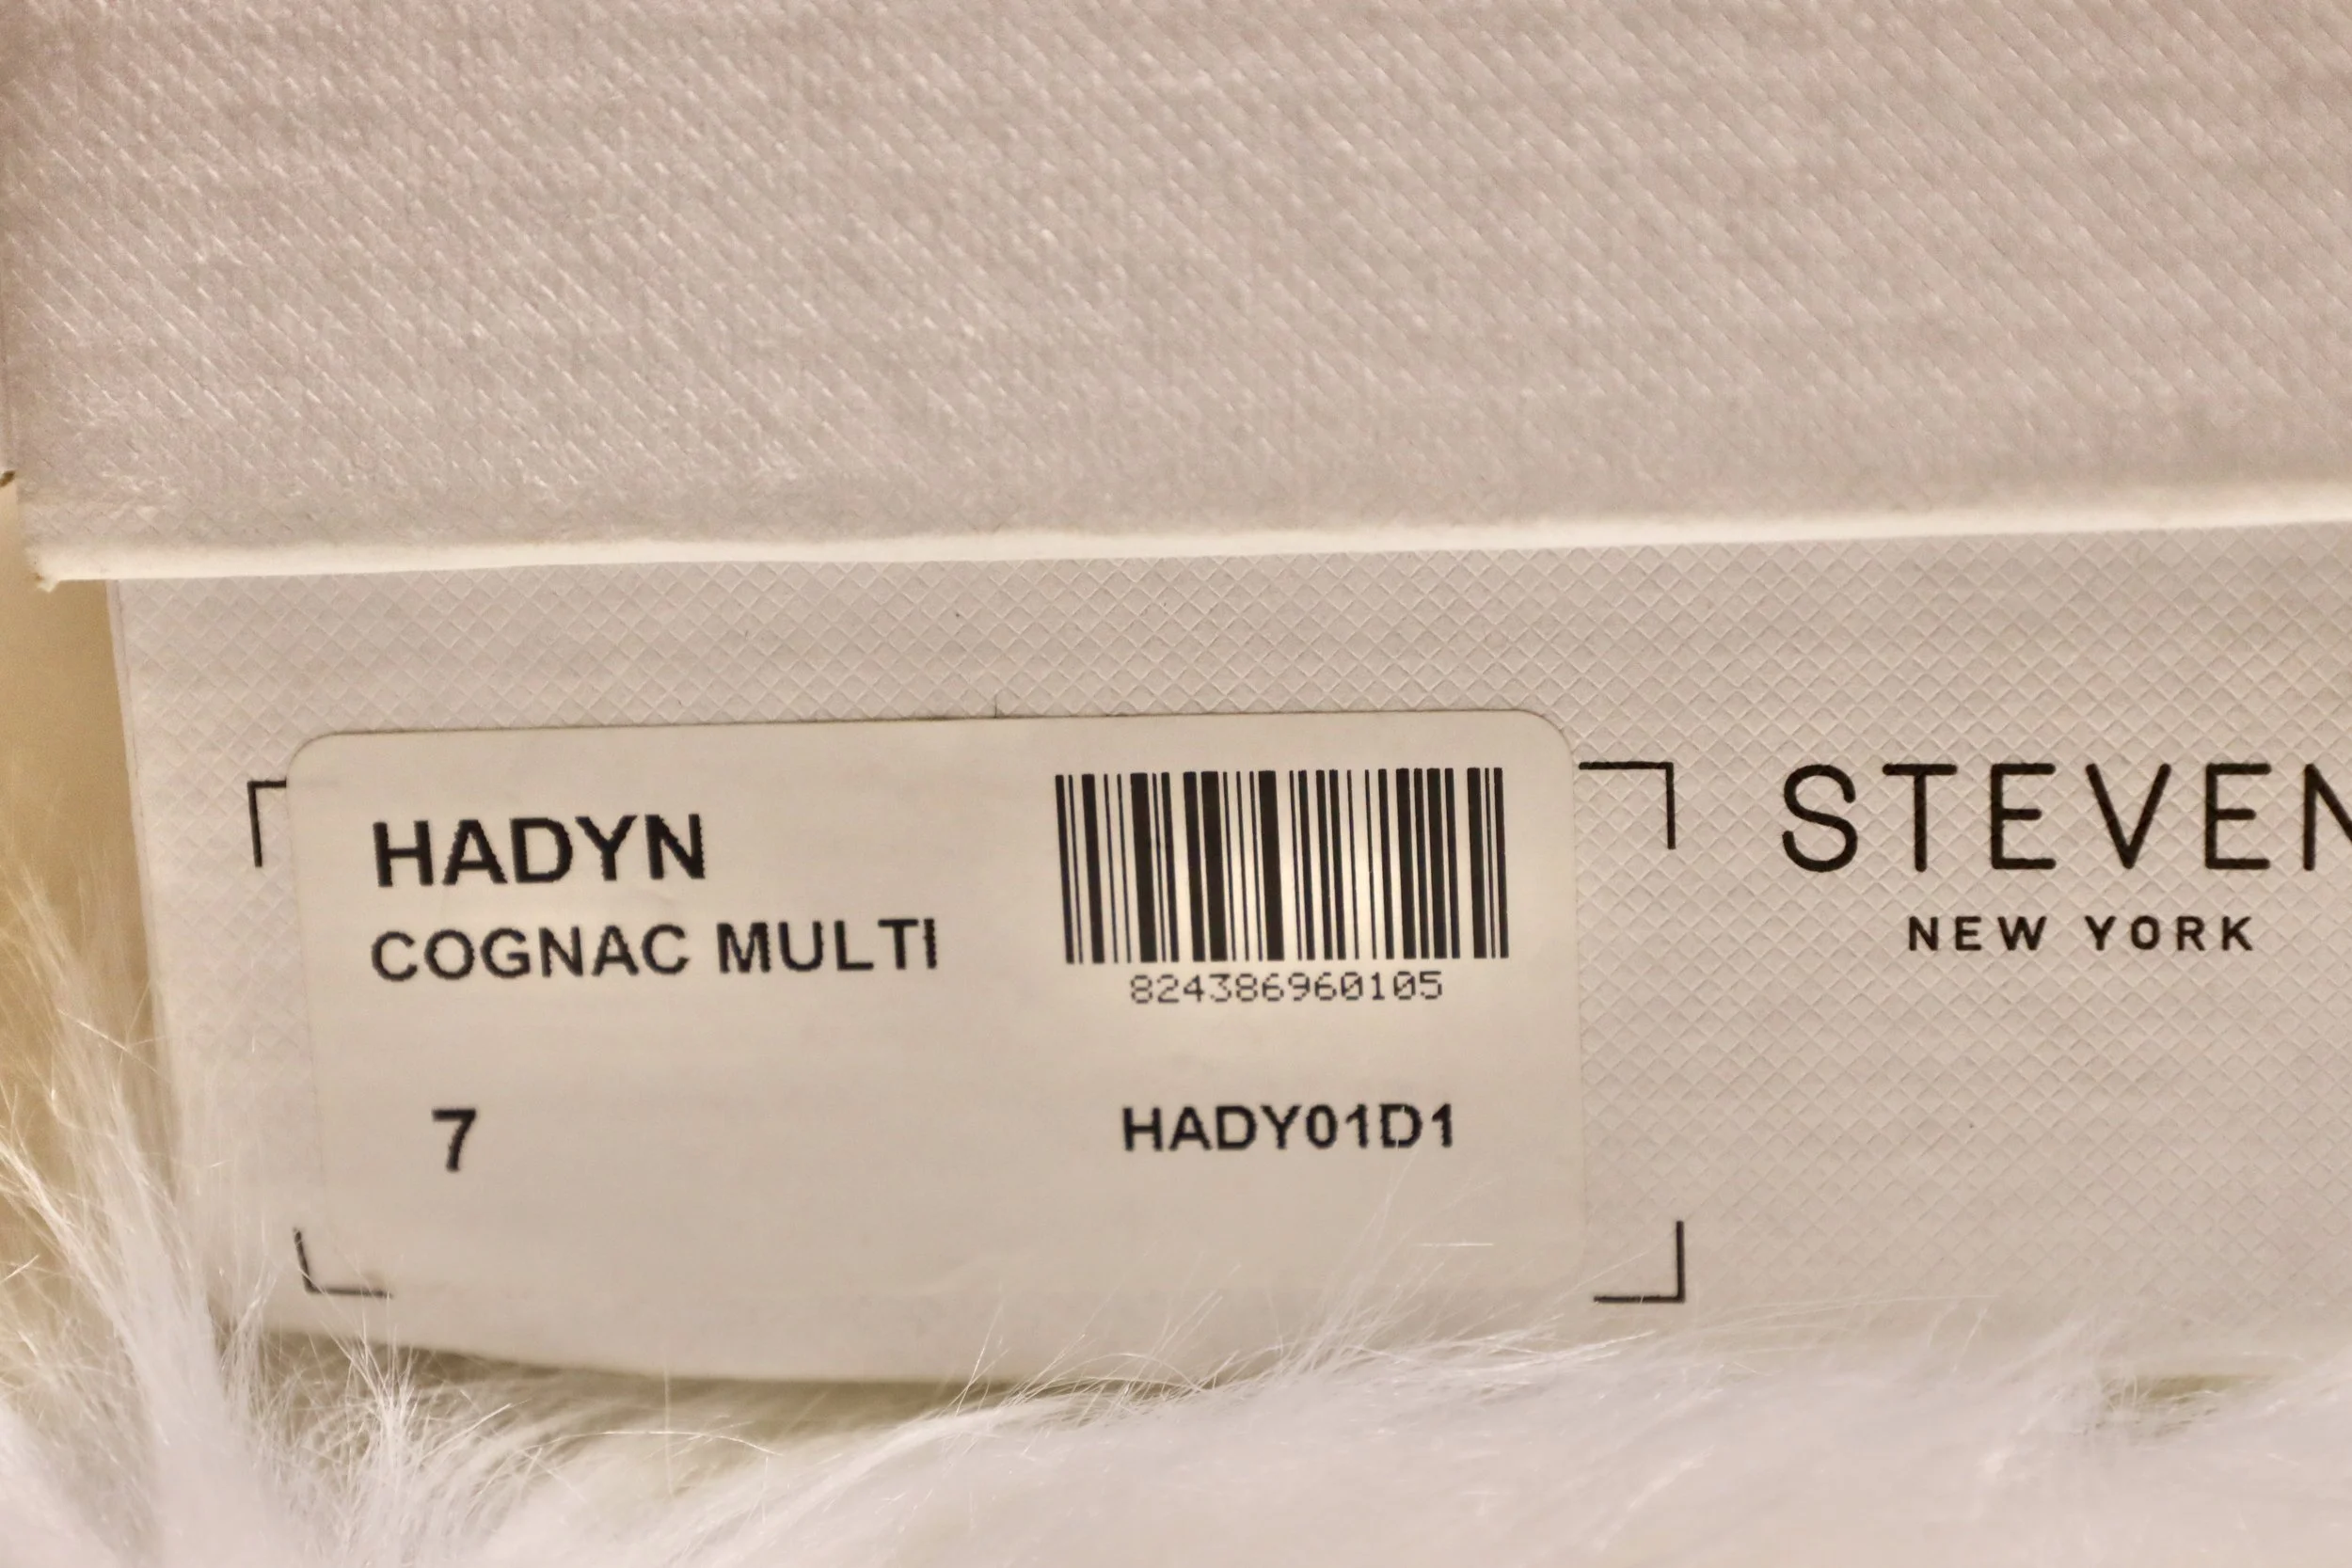 HADYN
COGNAC MULTI
824386960105
7
HADY01D1
STEVEN
NEW YORK